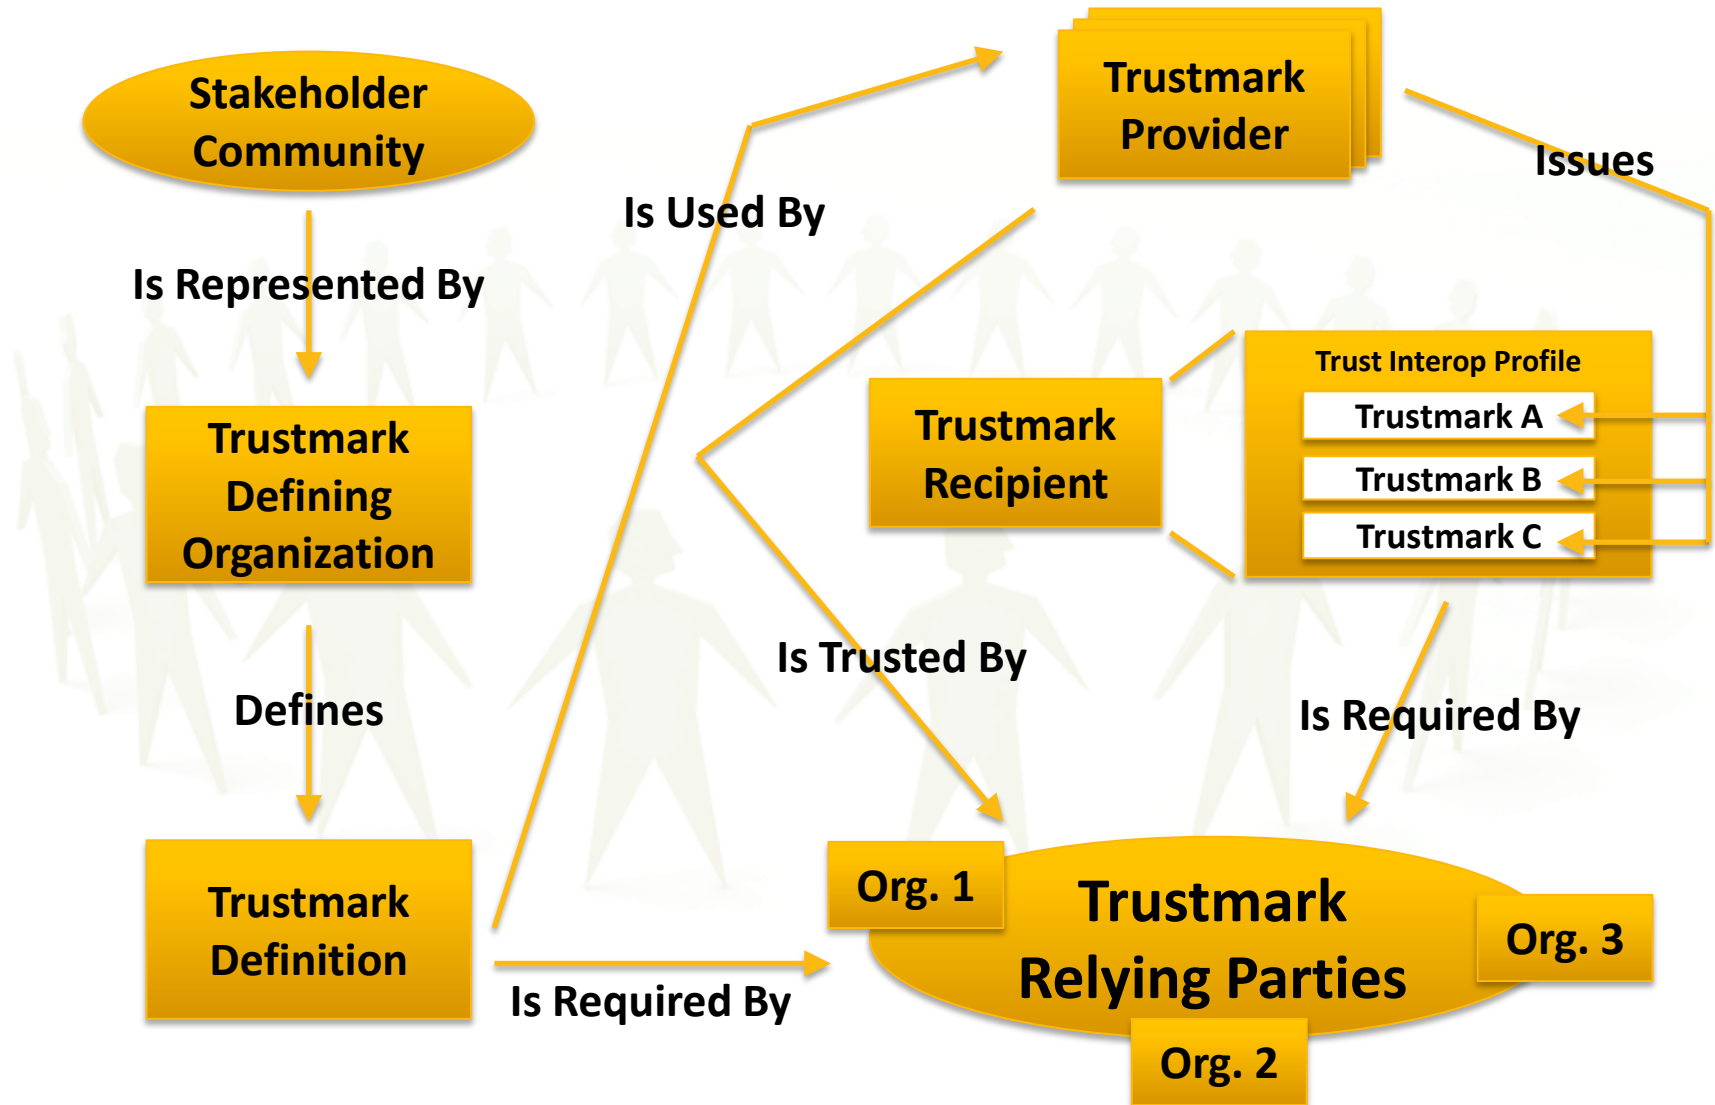 Stakeholder
Community
Is Represented By
Trustmark
Defining
Organization
Defines
Trustmark
Definition
Is Used By
Is Required By
Trustmark
Provider
Issues
Trustmark
Recipient
Trust Interop Profile
Trustmark A
Trustmark B
Trustmark C
Is Trusted By
Is Required By
Org. 1
Trustmark
Relying Parties
Org. 3
Org. 2